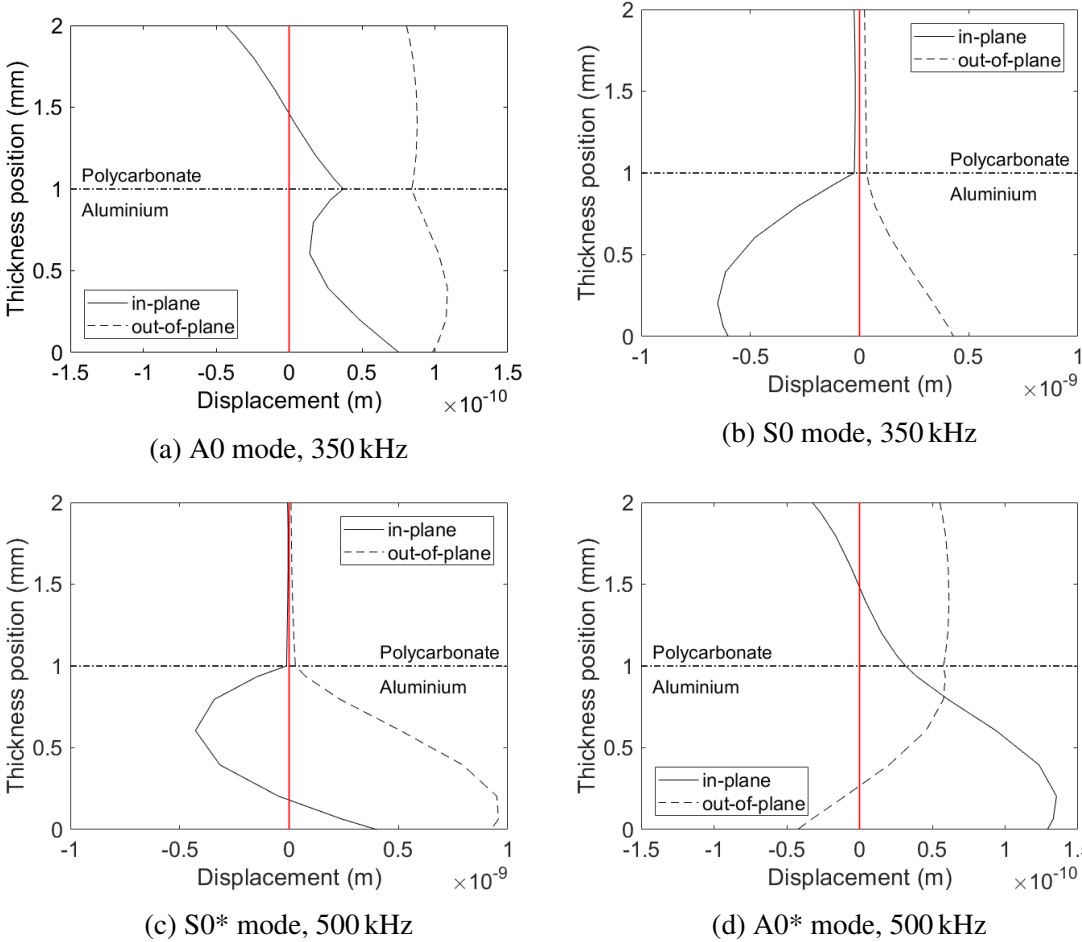 2
1.5
1
0.5
0
Thickness position (mm)
Polycarbonate
Aluminium
in-plane
out-of-plane
-1.5 -1 -0.5 0 0.5 1 1.5
Displacement (m) ×10⁻¹⁰
(a) A0 mode, 350 kHz
2
1.5
1
0.5
0
Thickness position (mm)
in-plane
out-of-plane
Polycarbonate
Aluminium
-1 -0.5 0 0.5 1
Displacement (m) ×10⁻⁹
(b) S0 mode, 350 kHz
2
1.5
1
0.5
0
Thickness position (mm)
in-plane
out-of-plane
Polycarbonate
Aluminium
-1 -0.5 0 0.5 1
Displacement (m) ×10⁻⁹
(c) S0* mode, 500 kHz
2
1.5
1
0.5
0
Thickness position (mm)
Polycarbonate
Aluminium
in-plane
out-of-plane
-1.5 -1 -0.5 0 0.5 1 1.
Displacement (m) ×10⁻¹⁰
(d) A0* mode, 500 kHz